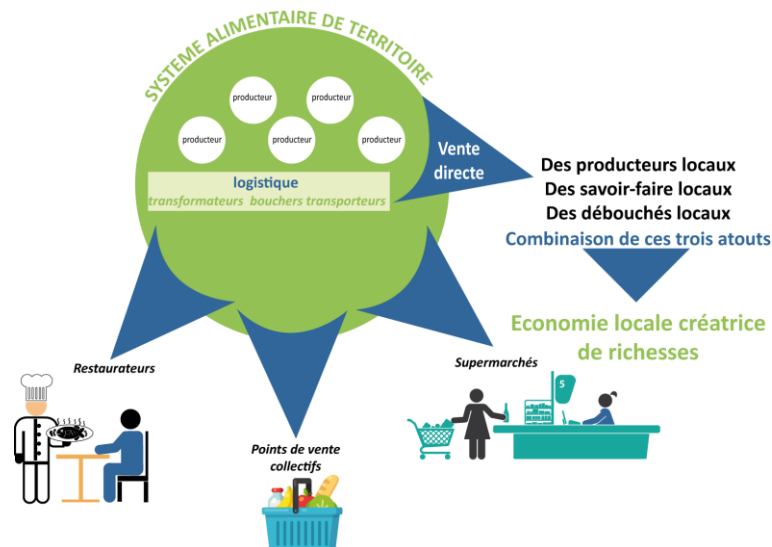 SYSTEME ALIMENTAIRE DE TERRITOIRE
producteur
producteur
producteur
producteur
producteur
logistique
transformateurs bouchers transporteurs
Vente
directe
Des producteurs locaux
Des savoir-faire locaux
Des débouchés locaux
Combinaison de ces trois atouts
Economie locale créatrice
de richesses
Restaurateurs
Points de vente
collectifs
Supermarchés
5